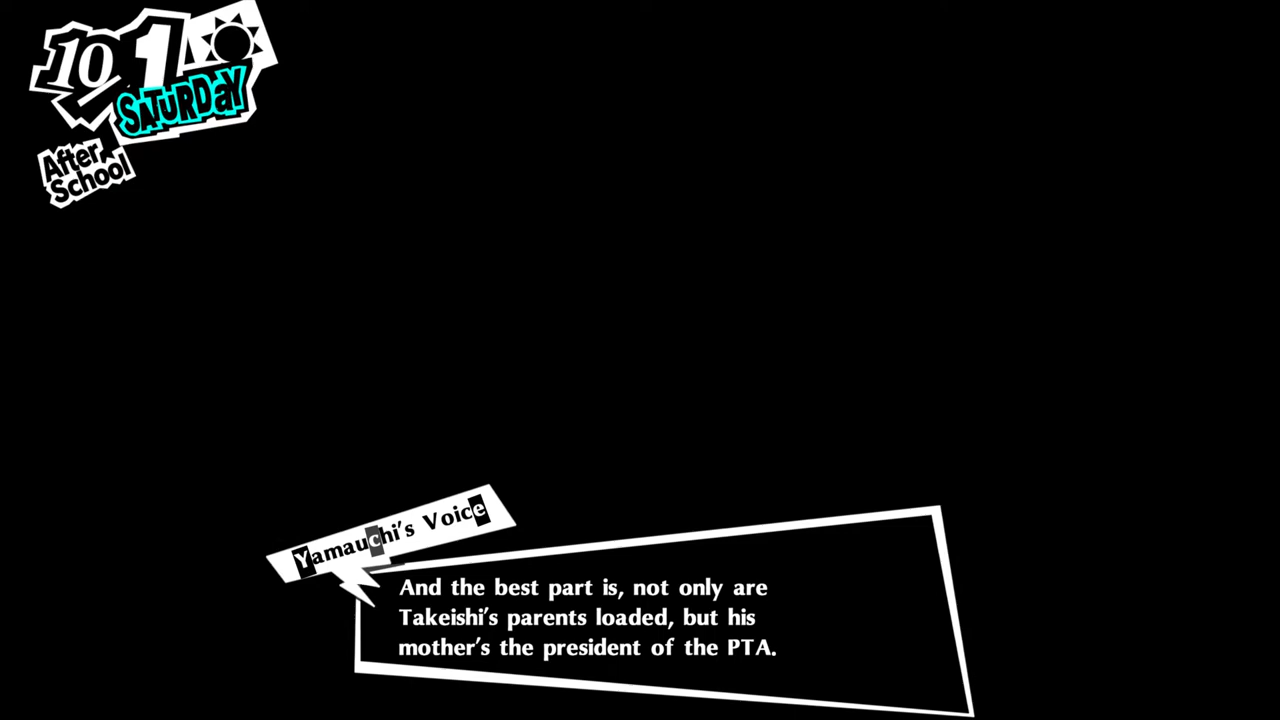 10/1
SATURDAY
After
School
Yamauchi's Voice
And the best part is, not only are
Takeishi's parents loaded, but his
mother's the president of the PTA.